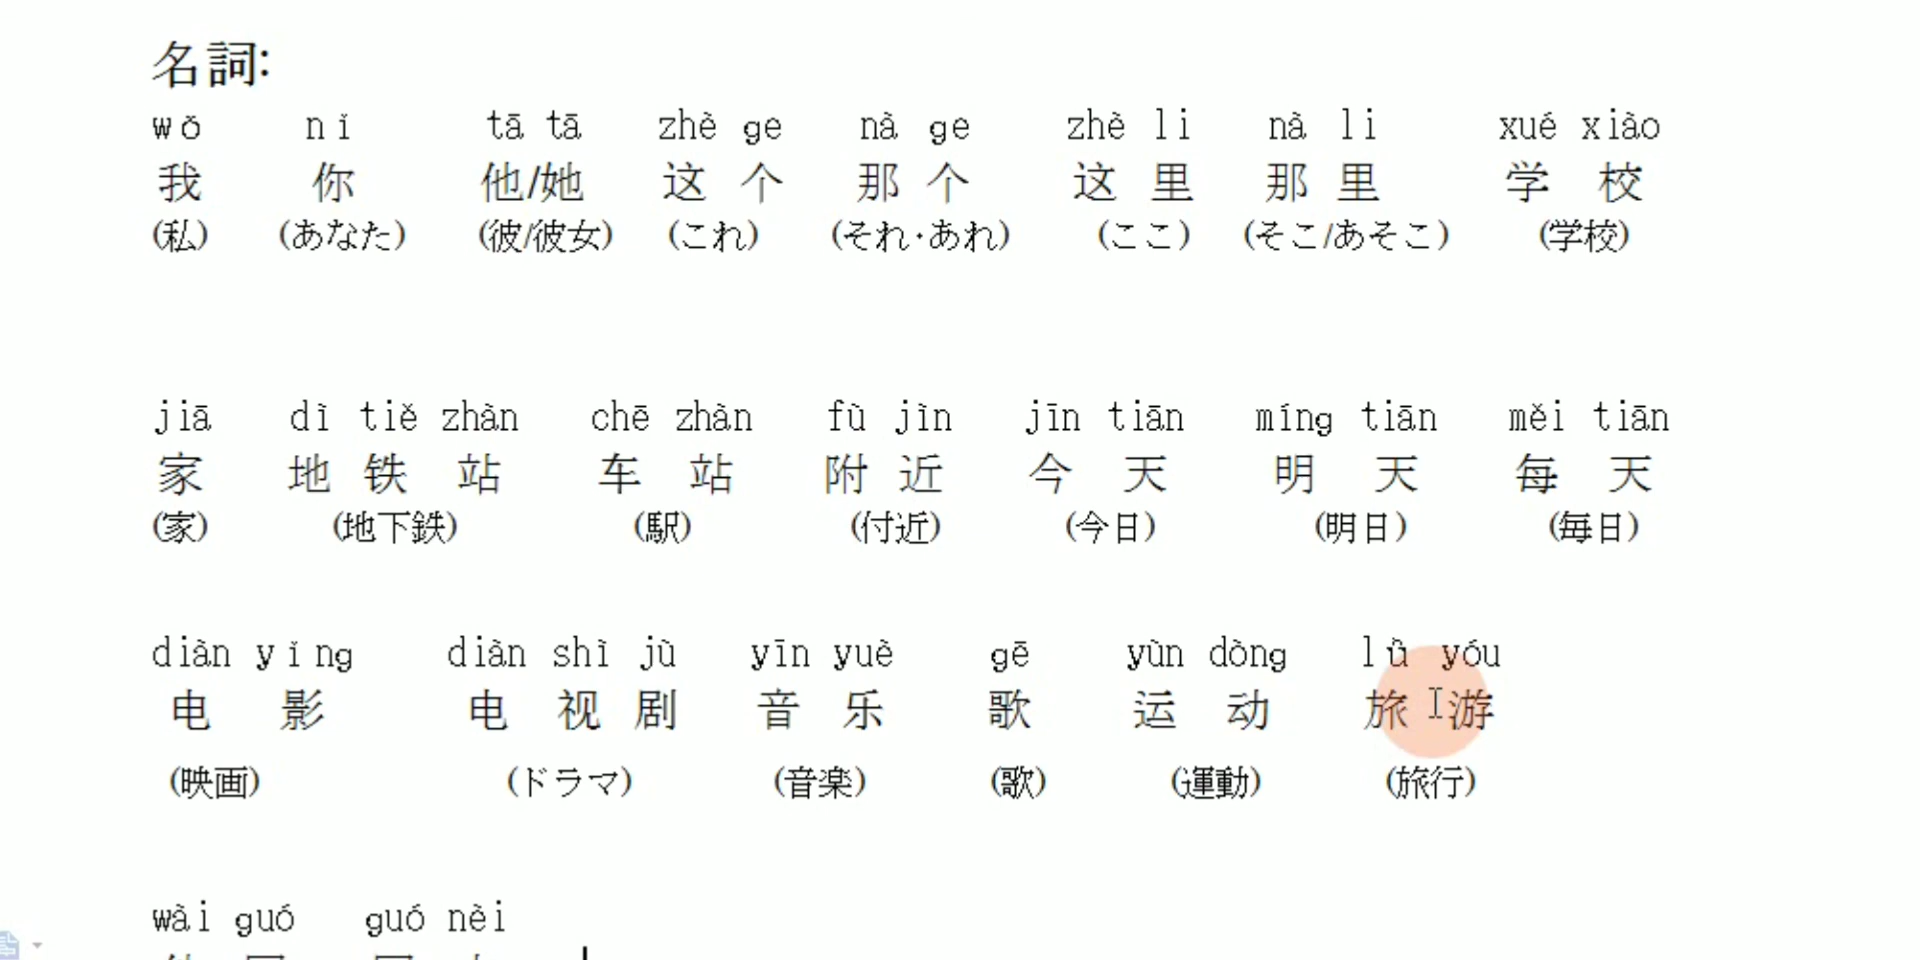 名詞:
wǒ nǐ tā tā zhè ge nà ge zhè li nà li xué xiào
我 你 他/她 这 个 那 个 这 里 那 里 学 校
(私) (あなた) (彼/彼女) (これ) (それ·あれ) (ここ) (そこ/あそこ) (学校)
jiā dì tiě zhàn chē zhàn fù jìn jīn tiān míng tiān měi tiān
家 地 铁 站 车 站 附 近 今 天 明 天 每 天
(家) (地下鉄) (駅) (付近) (今日) (明日) (毎日)
diàn yǐng diàn shì jù yīn yuè gē yùn dòng lǚ yóu
电 影 电 视 剧 音 乐 歌 运 动 旅 游
(映画) (ドラマ) (音楽) (歌) (運動) (旅行)
wài guó guó nèi